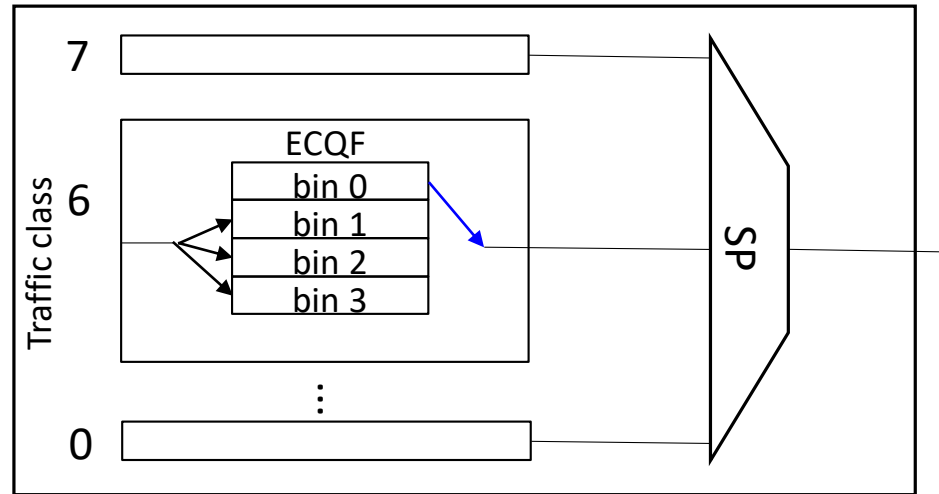 7
ECQF
bin 0
6
bin 1
bin 2
bin 3
Traffic class
SP
⋮
0